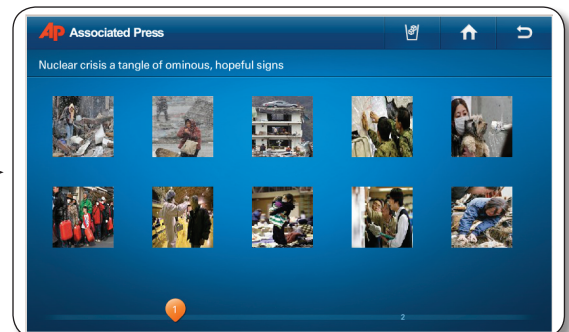 AP Associated Press
Nuclear crisis a tangle of ominous, hopeful signs
1
2